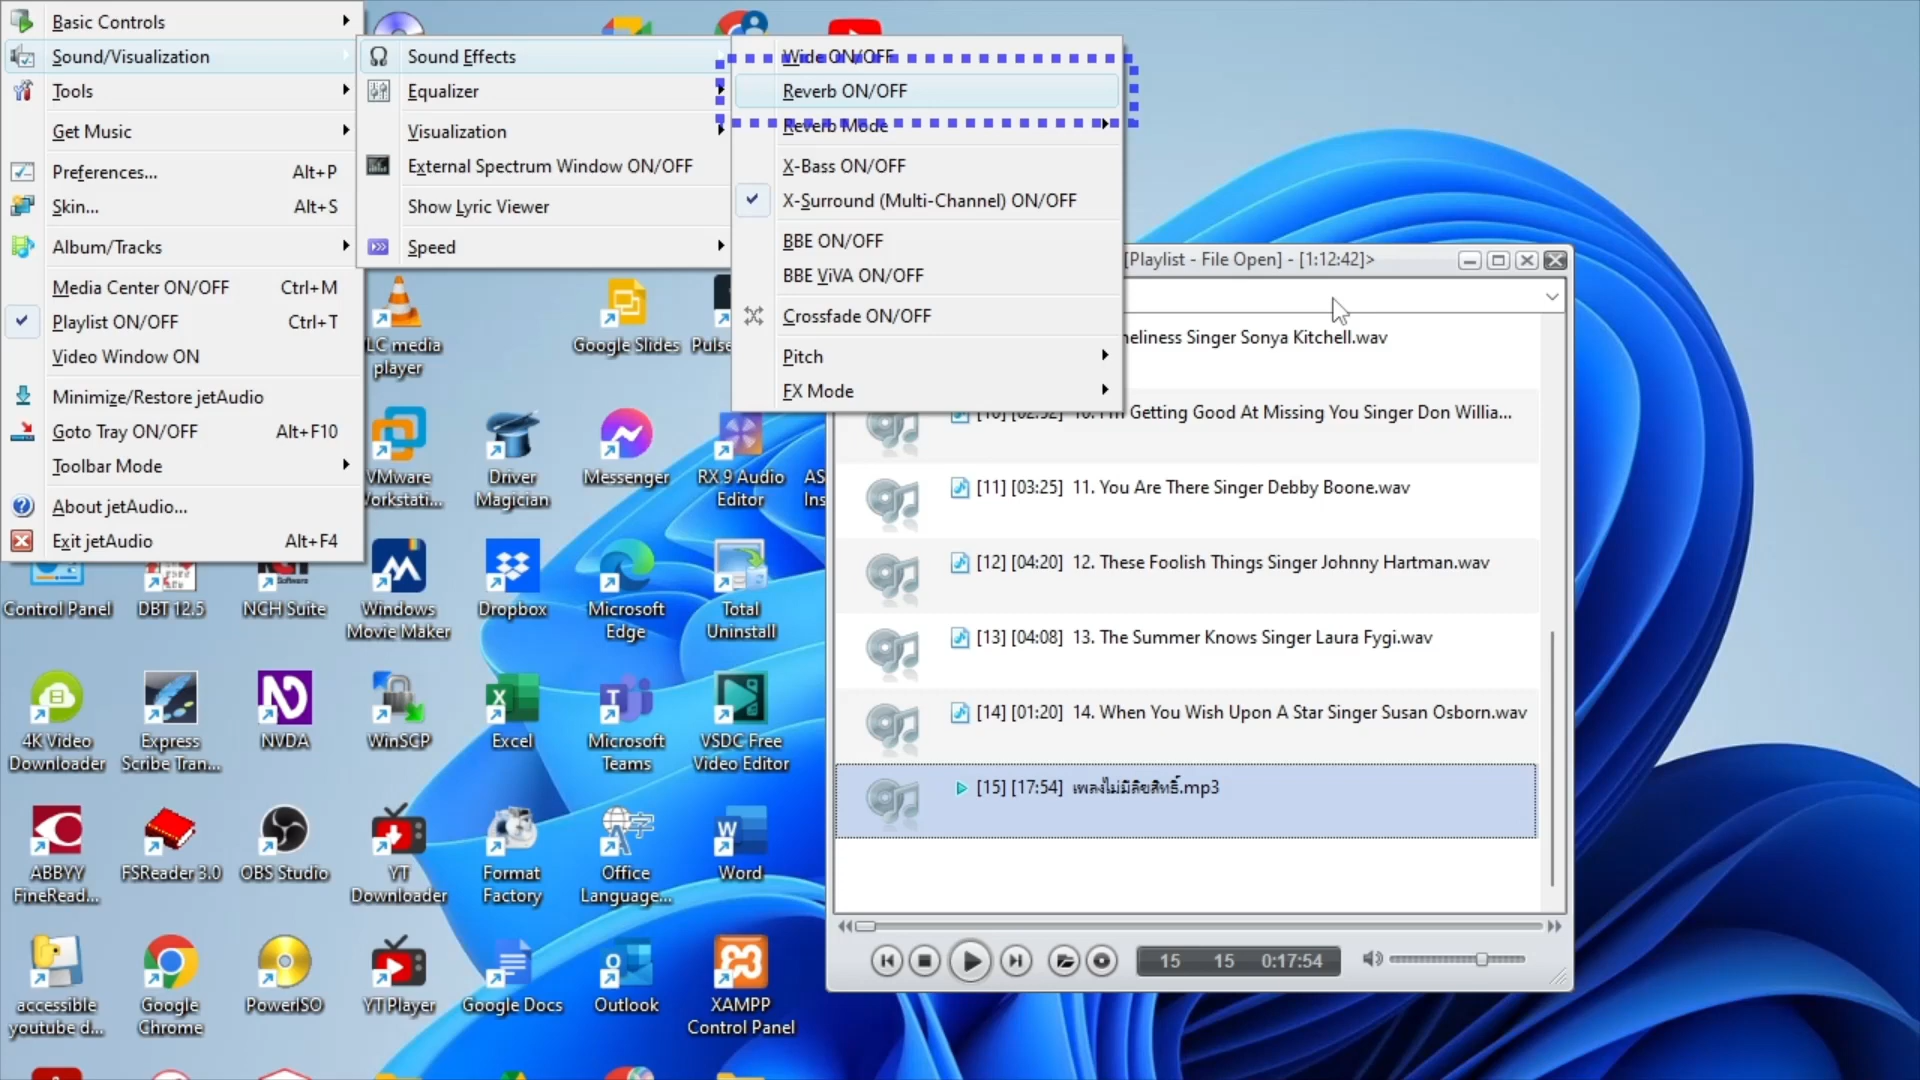 Basic Controls
Sound/Visualization
Tools
Get Music
Preferences... Alt+P
Skin... Alt+S
Album/Tracks
Media Center ON/OFF Ctrl+M
Playlist ON/OFF Ctrl+T
Video Window ON
Minimize/Restore jetAudio
Goto Tray ON/OFF Alt+F10
Toolbar Mode
About jetAudio...
Exit jetAudio Alt+F4
Sound Effects
Equalizer
Visualization
External Spectrum Window ON/OFF
Show Lyric Viewer
Speed
Wide ON/OFF
Reverb ON/OFF
Reverb Mode
X-Bass ON/OFF
X-Surround (Multi-Channel) ON/OFF
BBE ON/OFF
BBE ViVA ON/OFF
Crossfade ON/OFF
Pitch
FX Mode
[Playlist - File Open] - [1:12:42]>
Singer Sonya Kitchell.wav
Getting Good At Missing You Singer Don Willia...
[11] [03:25] 11. You Are There Singer Debby Boone.wav
[12] [04:20] 12. These Foolish Things Singer Johnny Hartman.wav
[13] [04:08] 13. The Summer Knows Singer Laura Fygi.wav
[14] [01:20] 14. When You Wish Upon A Star Singer Susan Osborn.wav
[15] [17:54] เพลงไม่มีลิขสิทธิ์.mp3
15 15 0:17:54
LC media
player
Google Slides
Pulse
VMware
Workstati...
Driver
Magician
Messenger
RX 9 Audio
Editor
AS
Ins
Control Panel
DBT 12.5
NCH Suite
Windows
Movie Maker
Dropbox
Microsoft
Edge
Total
Uninstall
4K Video
Downloader
Express
Scribe Tran...
NVDA
WinSCP
Excel
Microsoft
Teams
VSDC Free
Video Editor
ABBYY
FineRead...
FSReader 3.0
OBS Studio
YT
Downloader
Format
Factory
Office
Language...
Word
accessible
youtube d...
Google
Chrome
PowerISO
YT Player
Google Docs
Outlook
XAMPP
Control Panel